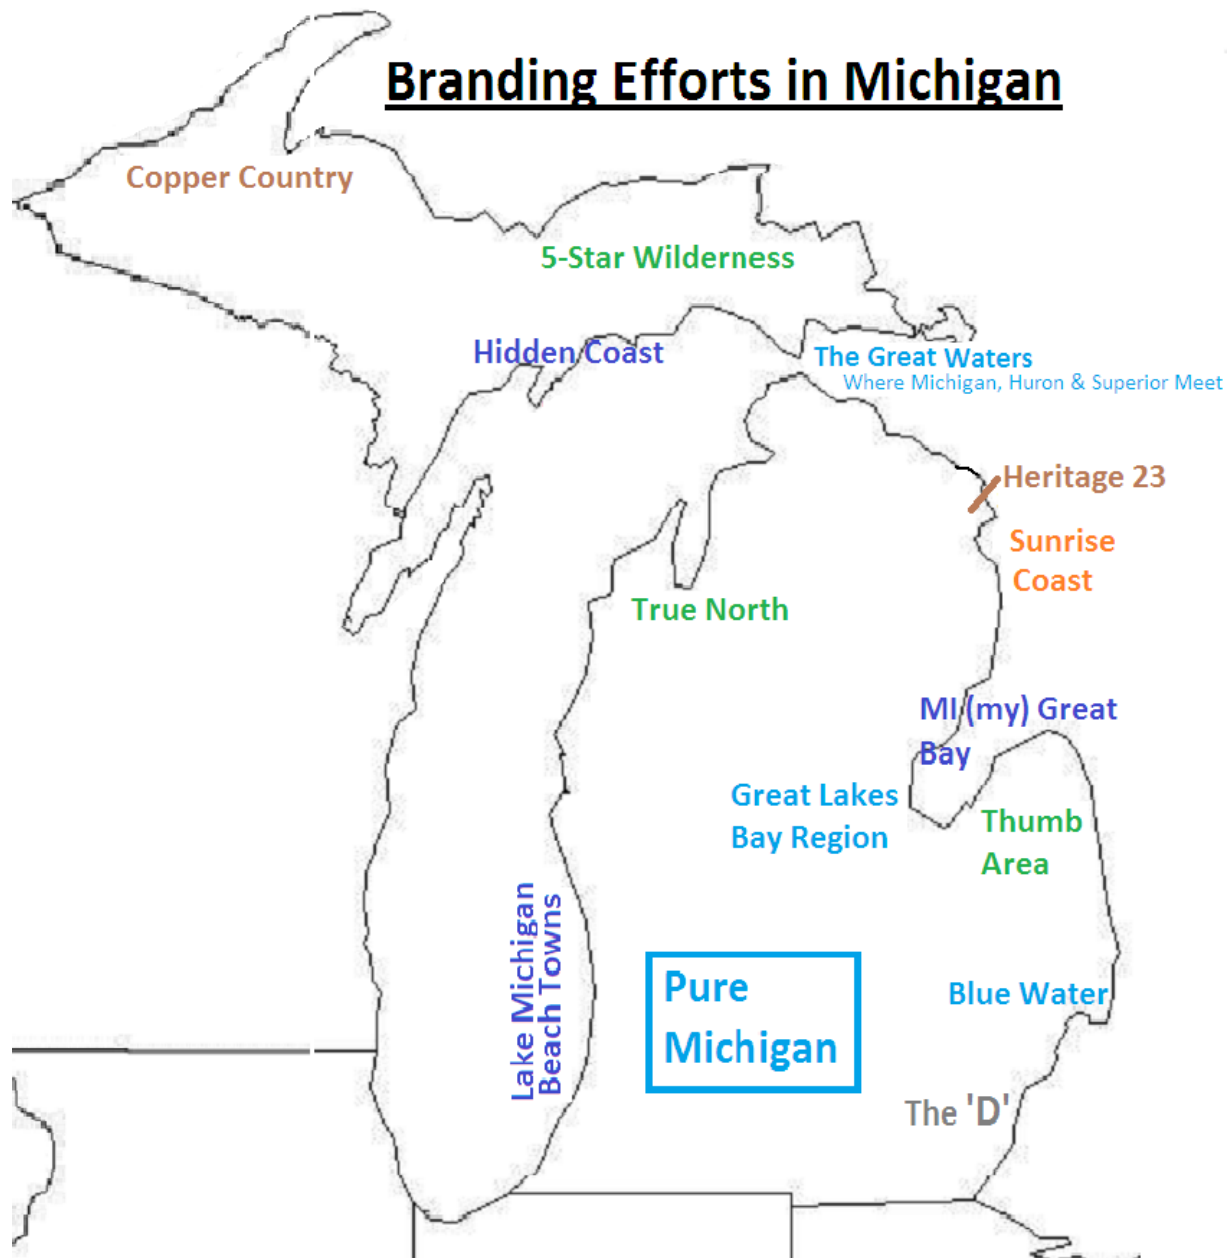 Branding Efforts in Michigan
Copper Country
5-Star Wilderness
Hidden Coast
The Great Waters
Where Michigan, Huron & Superior Meet
Heritage 23
Sunrise
Coast
True North
MI (my) Great
Bay
Great Lakes
Bay Region
Thumb
Area
Lake Michigan
Beach Towns
Pure
Michigan
Blue Water
The 'D'